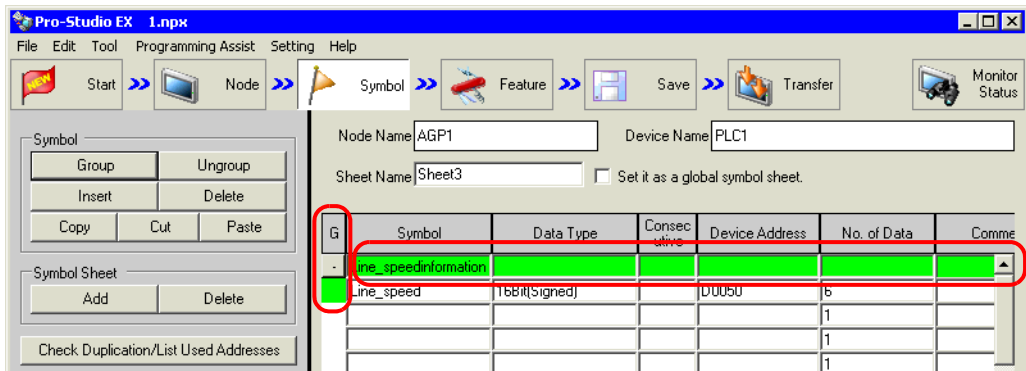 Pro-Studio EX 1.npx
File Edit Tool Programming Assist Setting Help
NEW Start Node Symbol Feature Save Transfer Monitor Status
Symbol
Group Ungroup
Insert Delete
Copy Cut Paste
Symbol Sheet
Add Delete
Check Duplication/List Used Addresses
Node Name AGP1 Device Name PLC1
Sheet Name Sheet3 Set it as a global symbol sheet.
G Symbol Data Type Consecutive Device Address No. of Data Comme
- Line_speedinformation
Line_speed 16Bit(Signed) D0050 6
1
1
1